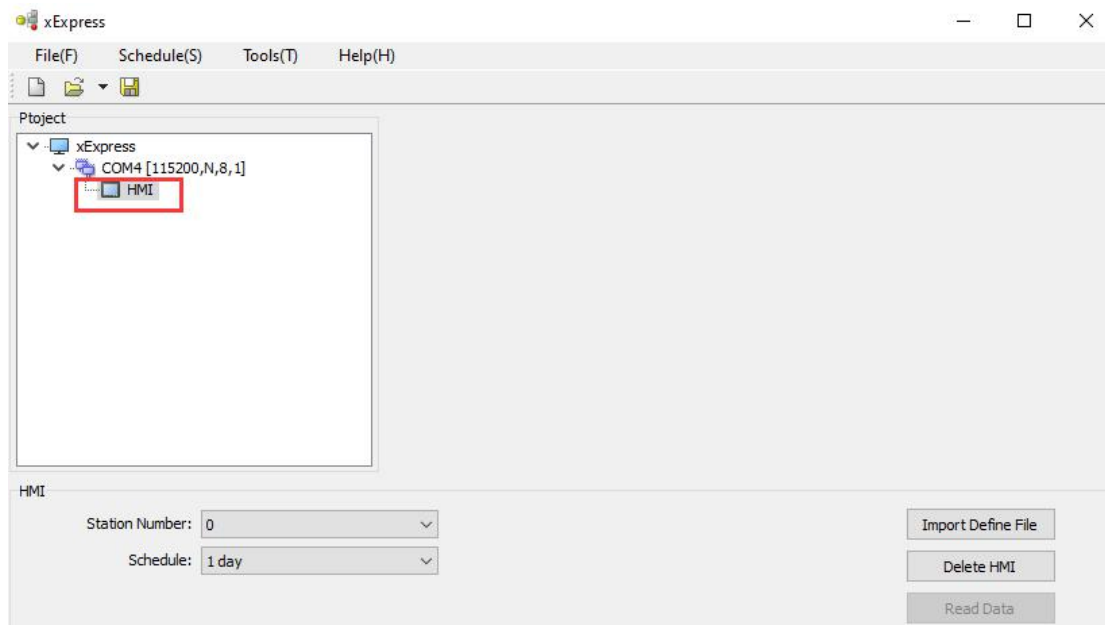 xExpress
File(F) Schedule(S) Tools(T) Help(H)
Ptoject
xExpress
COM4 [115200,N,8,1]
HMI
HMI
Station Number: 0
Import Define File
Schedule: 1 day
Delete HMI
Read Data